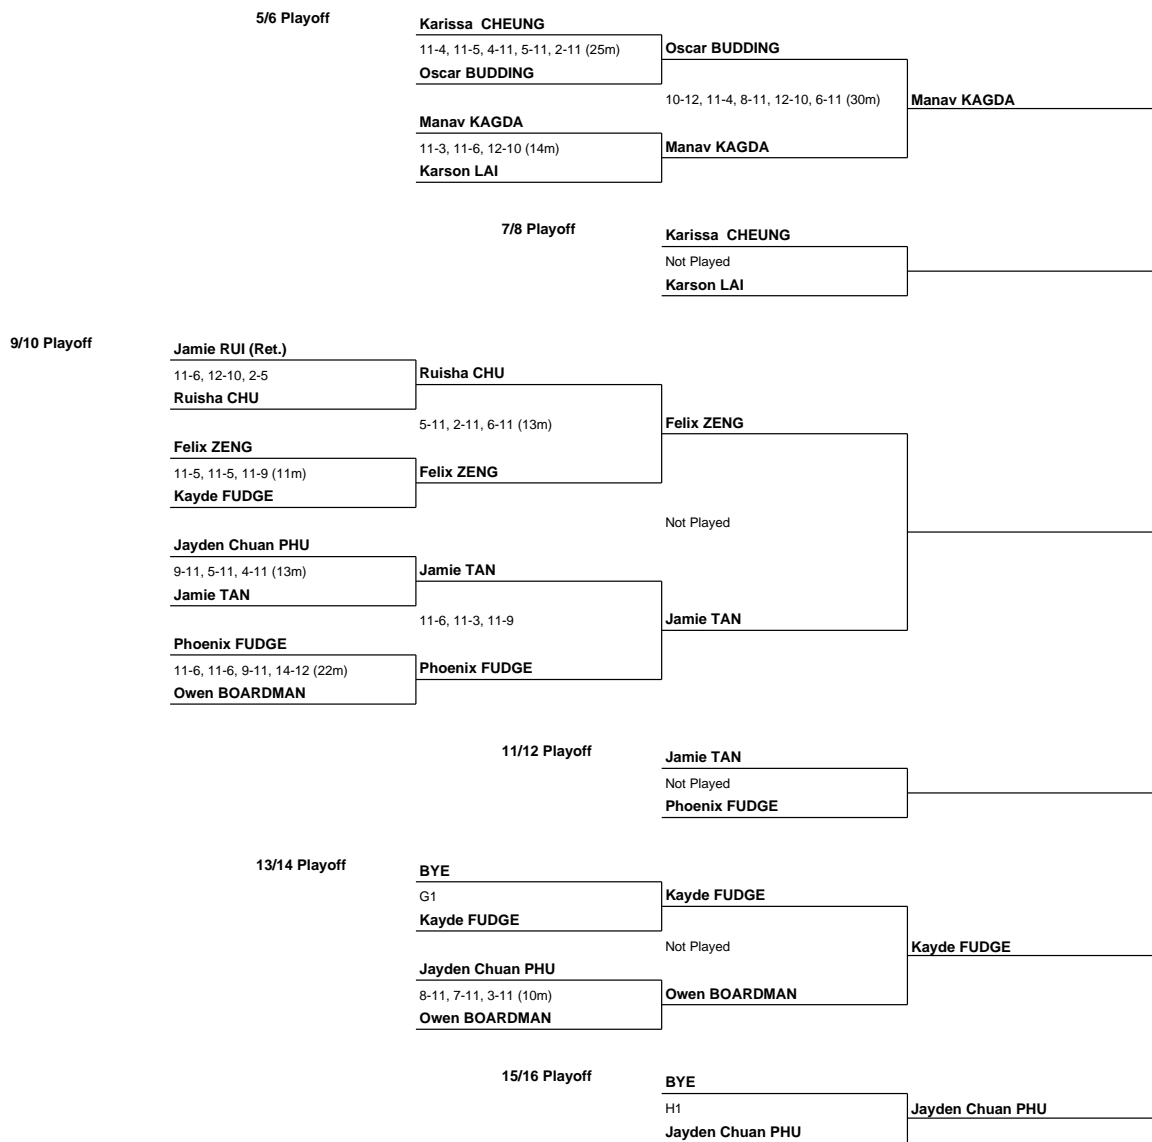 5/6 Playoff
Karissa  CHEUNG
11-4, 11-5, 4-11, 5-11, 2-11 (25m)
Oscar BUDDING
Oscar BUDDING
10-12, 11-4, 8-11, 12-10, 6-11 (30m)
Manav KAGDA
Manav KAGDA
11-3, 11-6, 12-10 (14m)
Manav KAGDA
Karson LAI
7/8 Playoff
Karissa  CHEUNG
Not Played
Karson LAI
9/10 Playoff
Jamie RUI (Ret.)
11-6, 12-10, 2-5
Ruisha CHU
Ruisha CHU
5-11, 2-11, 6-11 (13m)
Felix ZENG
Felix ZENG
11-5, 11-5, 11-9 (11m)
Felix ZENG
Kayde FUDGE
Not Played
Jayden Chuan PHU
9-11, 5-11, 4-11 (13m)
Jamie TAN
Jamie TAN
11-6, 11-3, 11-9
Jamie TAN
Phoenix FUDGE
11-6, 11-6, 9-11, 14-12 (22m)
Phoenix FUDGE
Owen BOARDMAN
11/12 Playoff
Jamie TAN
Not Played
Phoenix FUDGE
13/14 Playoff
BYE
G1
Kayde FUDGE
Kayde FUDGE
Not Played
Kayde FUDGE
Jayden Chuan PHU
8-11, 7-11, 3-11 (10m)
Owen BOARDMAN
Owen BOARDMAN
15/16 Playoff
BYE
H1
Jayden Chuan PHU
Jayden Chuan PHU